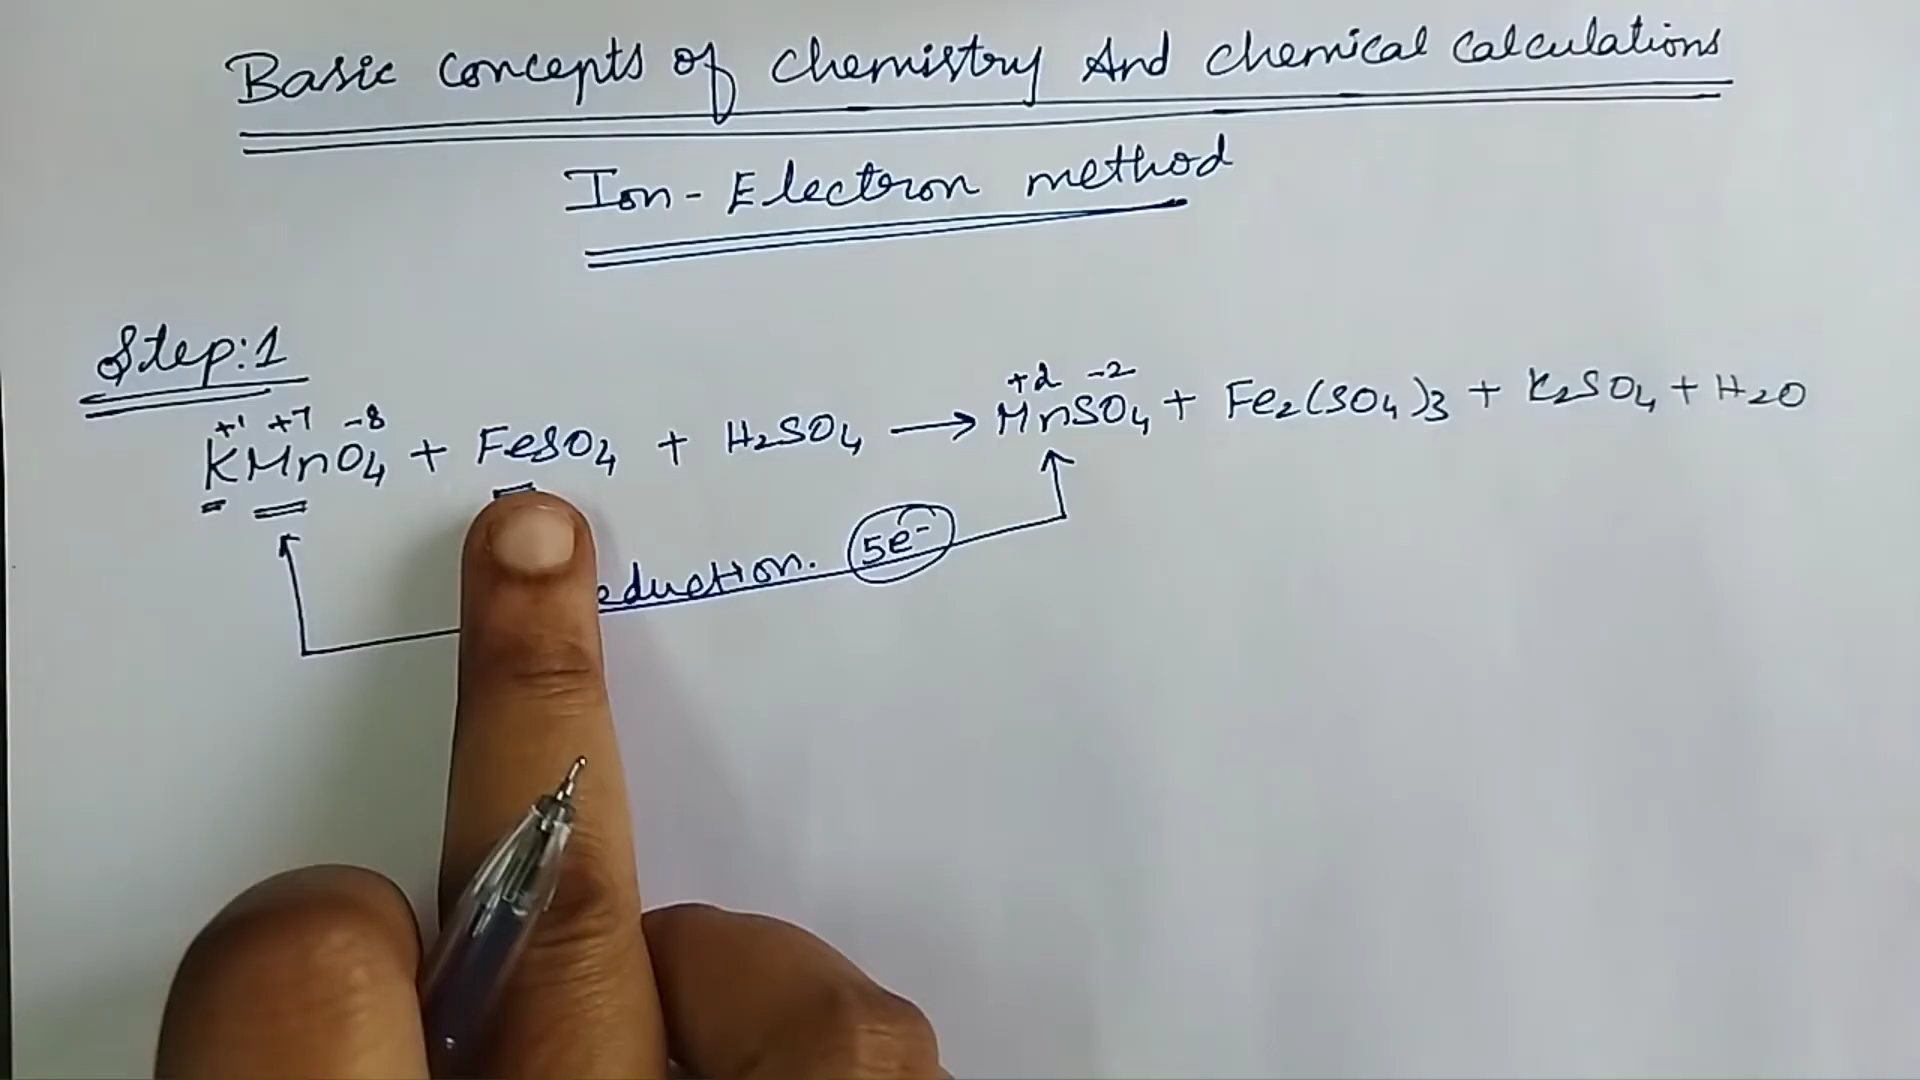 Basic concepts of chemistry And chemical calculations
Ion-Electron method
Step:1
+1 +7 -8 +2 -2
KMnO4 + FeSO4 + H2SO4 → MnSO4 + Fe2(SO4)3 + K2SO4 + H2O
5e-